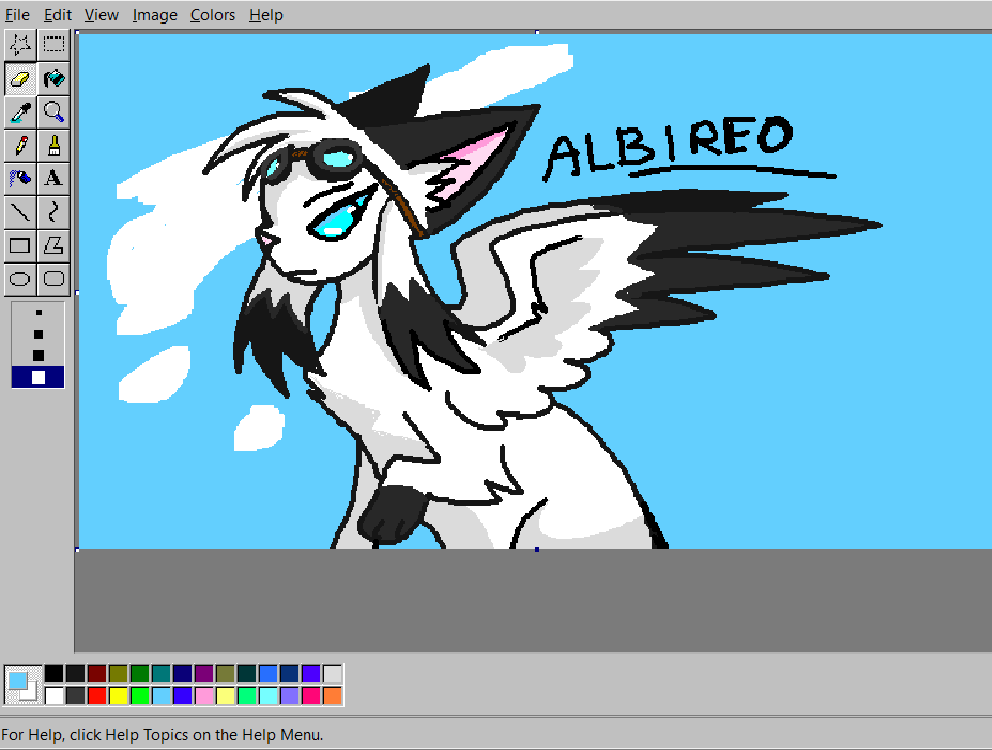 File Edit View Image Colors Help
A
ALBIREO
For Help, click Help Topics on the Help Menu.